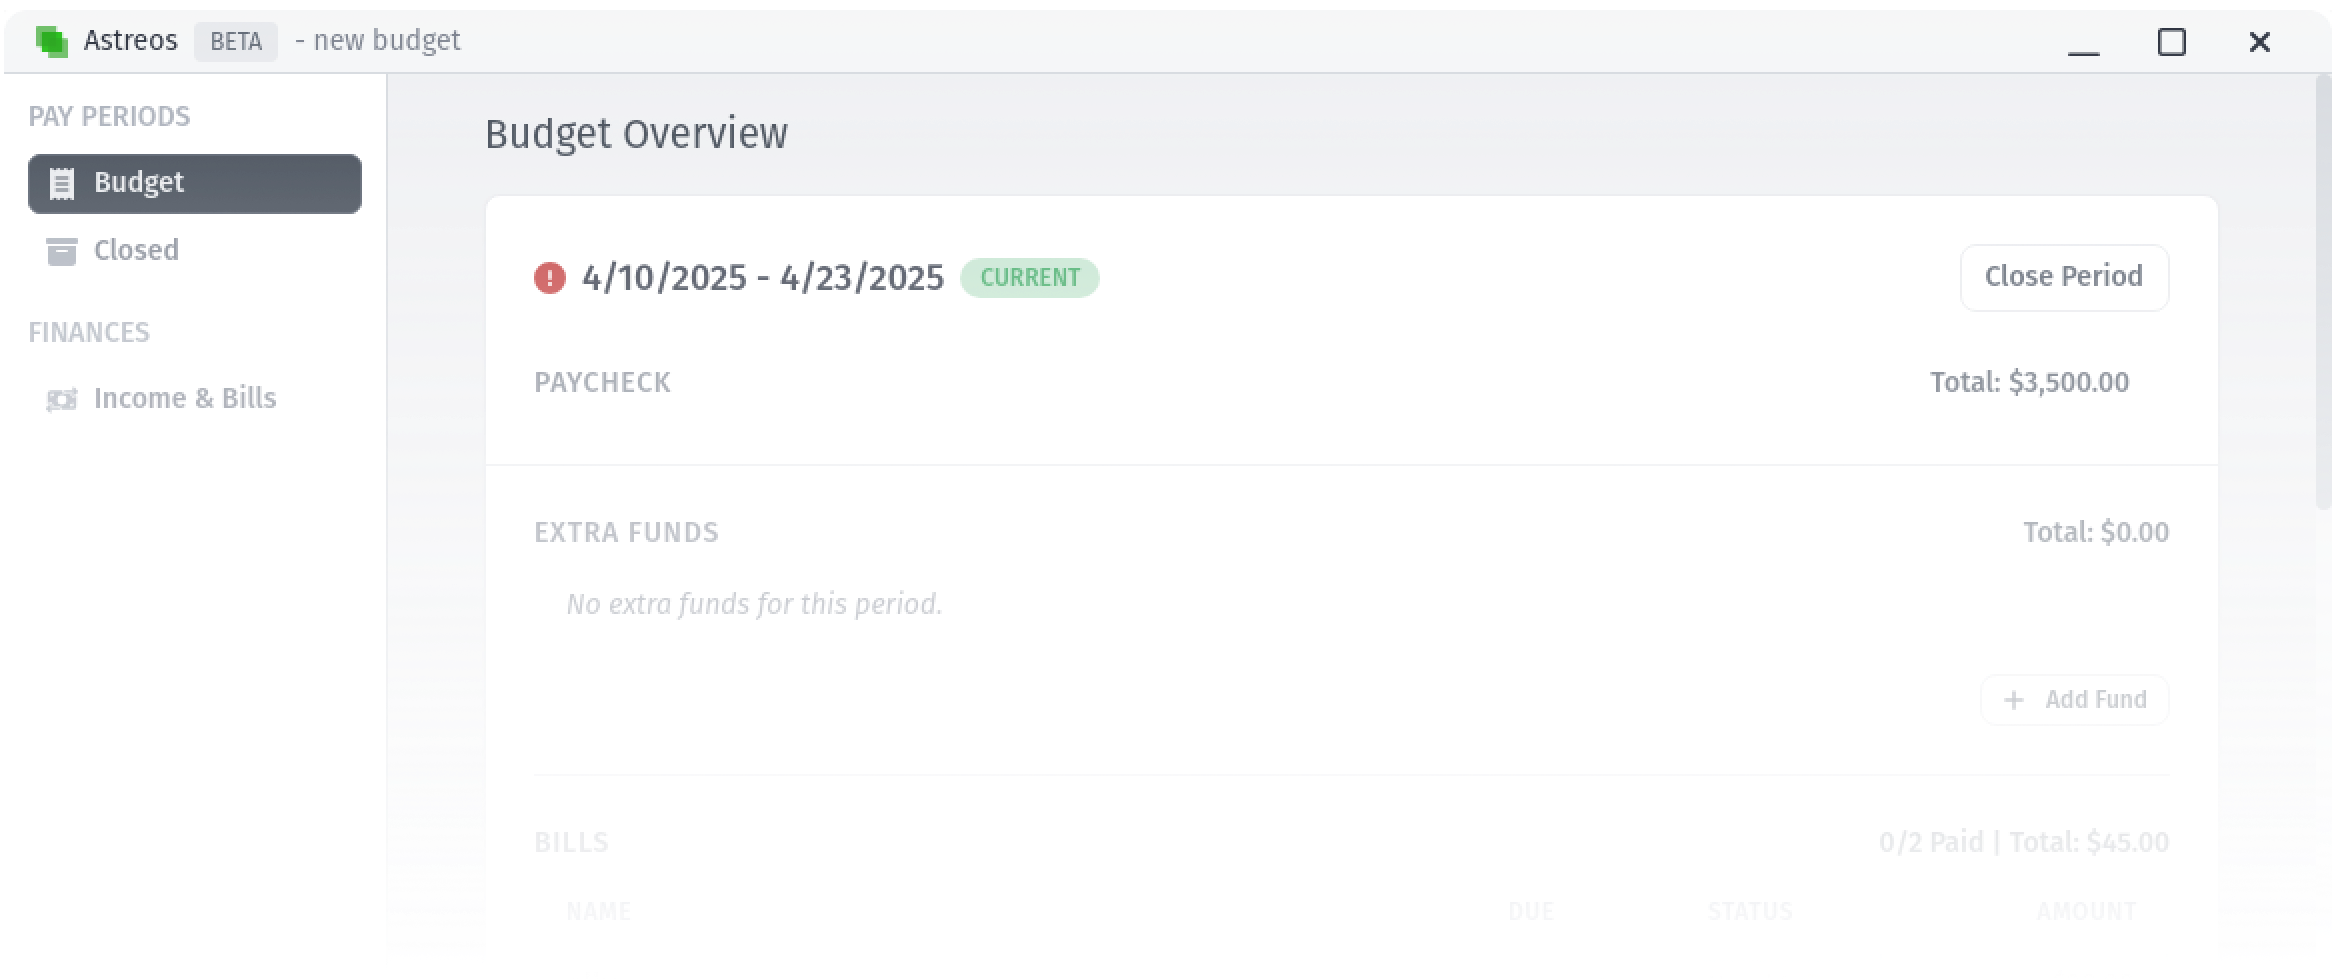 Astreos BETA - new budget
PAY PERIODS
Budget
Closed
FINANCES
Income & Bills
Budget Overview
4/10/2025 - 4/23/2025 CURRENT
Close Period
PAYCHECK
Total: $3,500.00
EXTRA FUNDS
Total: $0.00
No extra funds for this period.
+ Add Fund
BILLS
0/2 Paid | Total: $45.00
NAME DUE STATUS AMOUNT